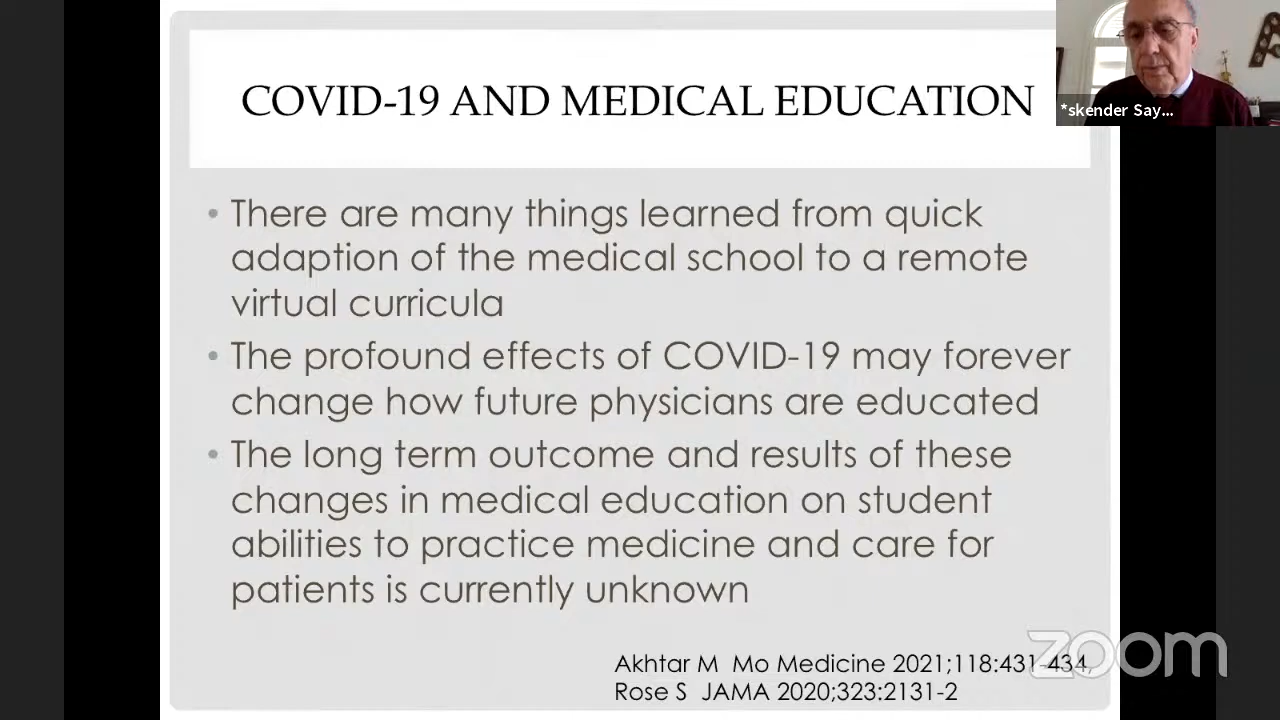 COVID-19 AND MEDICAL EDUCATION
*skender Say...
• There are many things learned from quick
adaption of the medical school to a remote
virtual curricula
• The profound effects of COVID-19 may forever
change how future physicians are educated
• The long term outcome and results of these
changes in medical education on student
abilities to practice medicine and care for
patients is currently unknown
Akhtar M Mo Medicine 2021;118:431-434,
Rose S JAMA 2020;323:2131-2
zoom